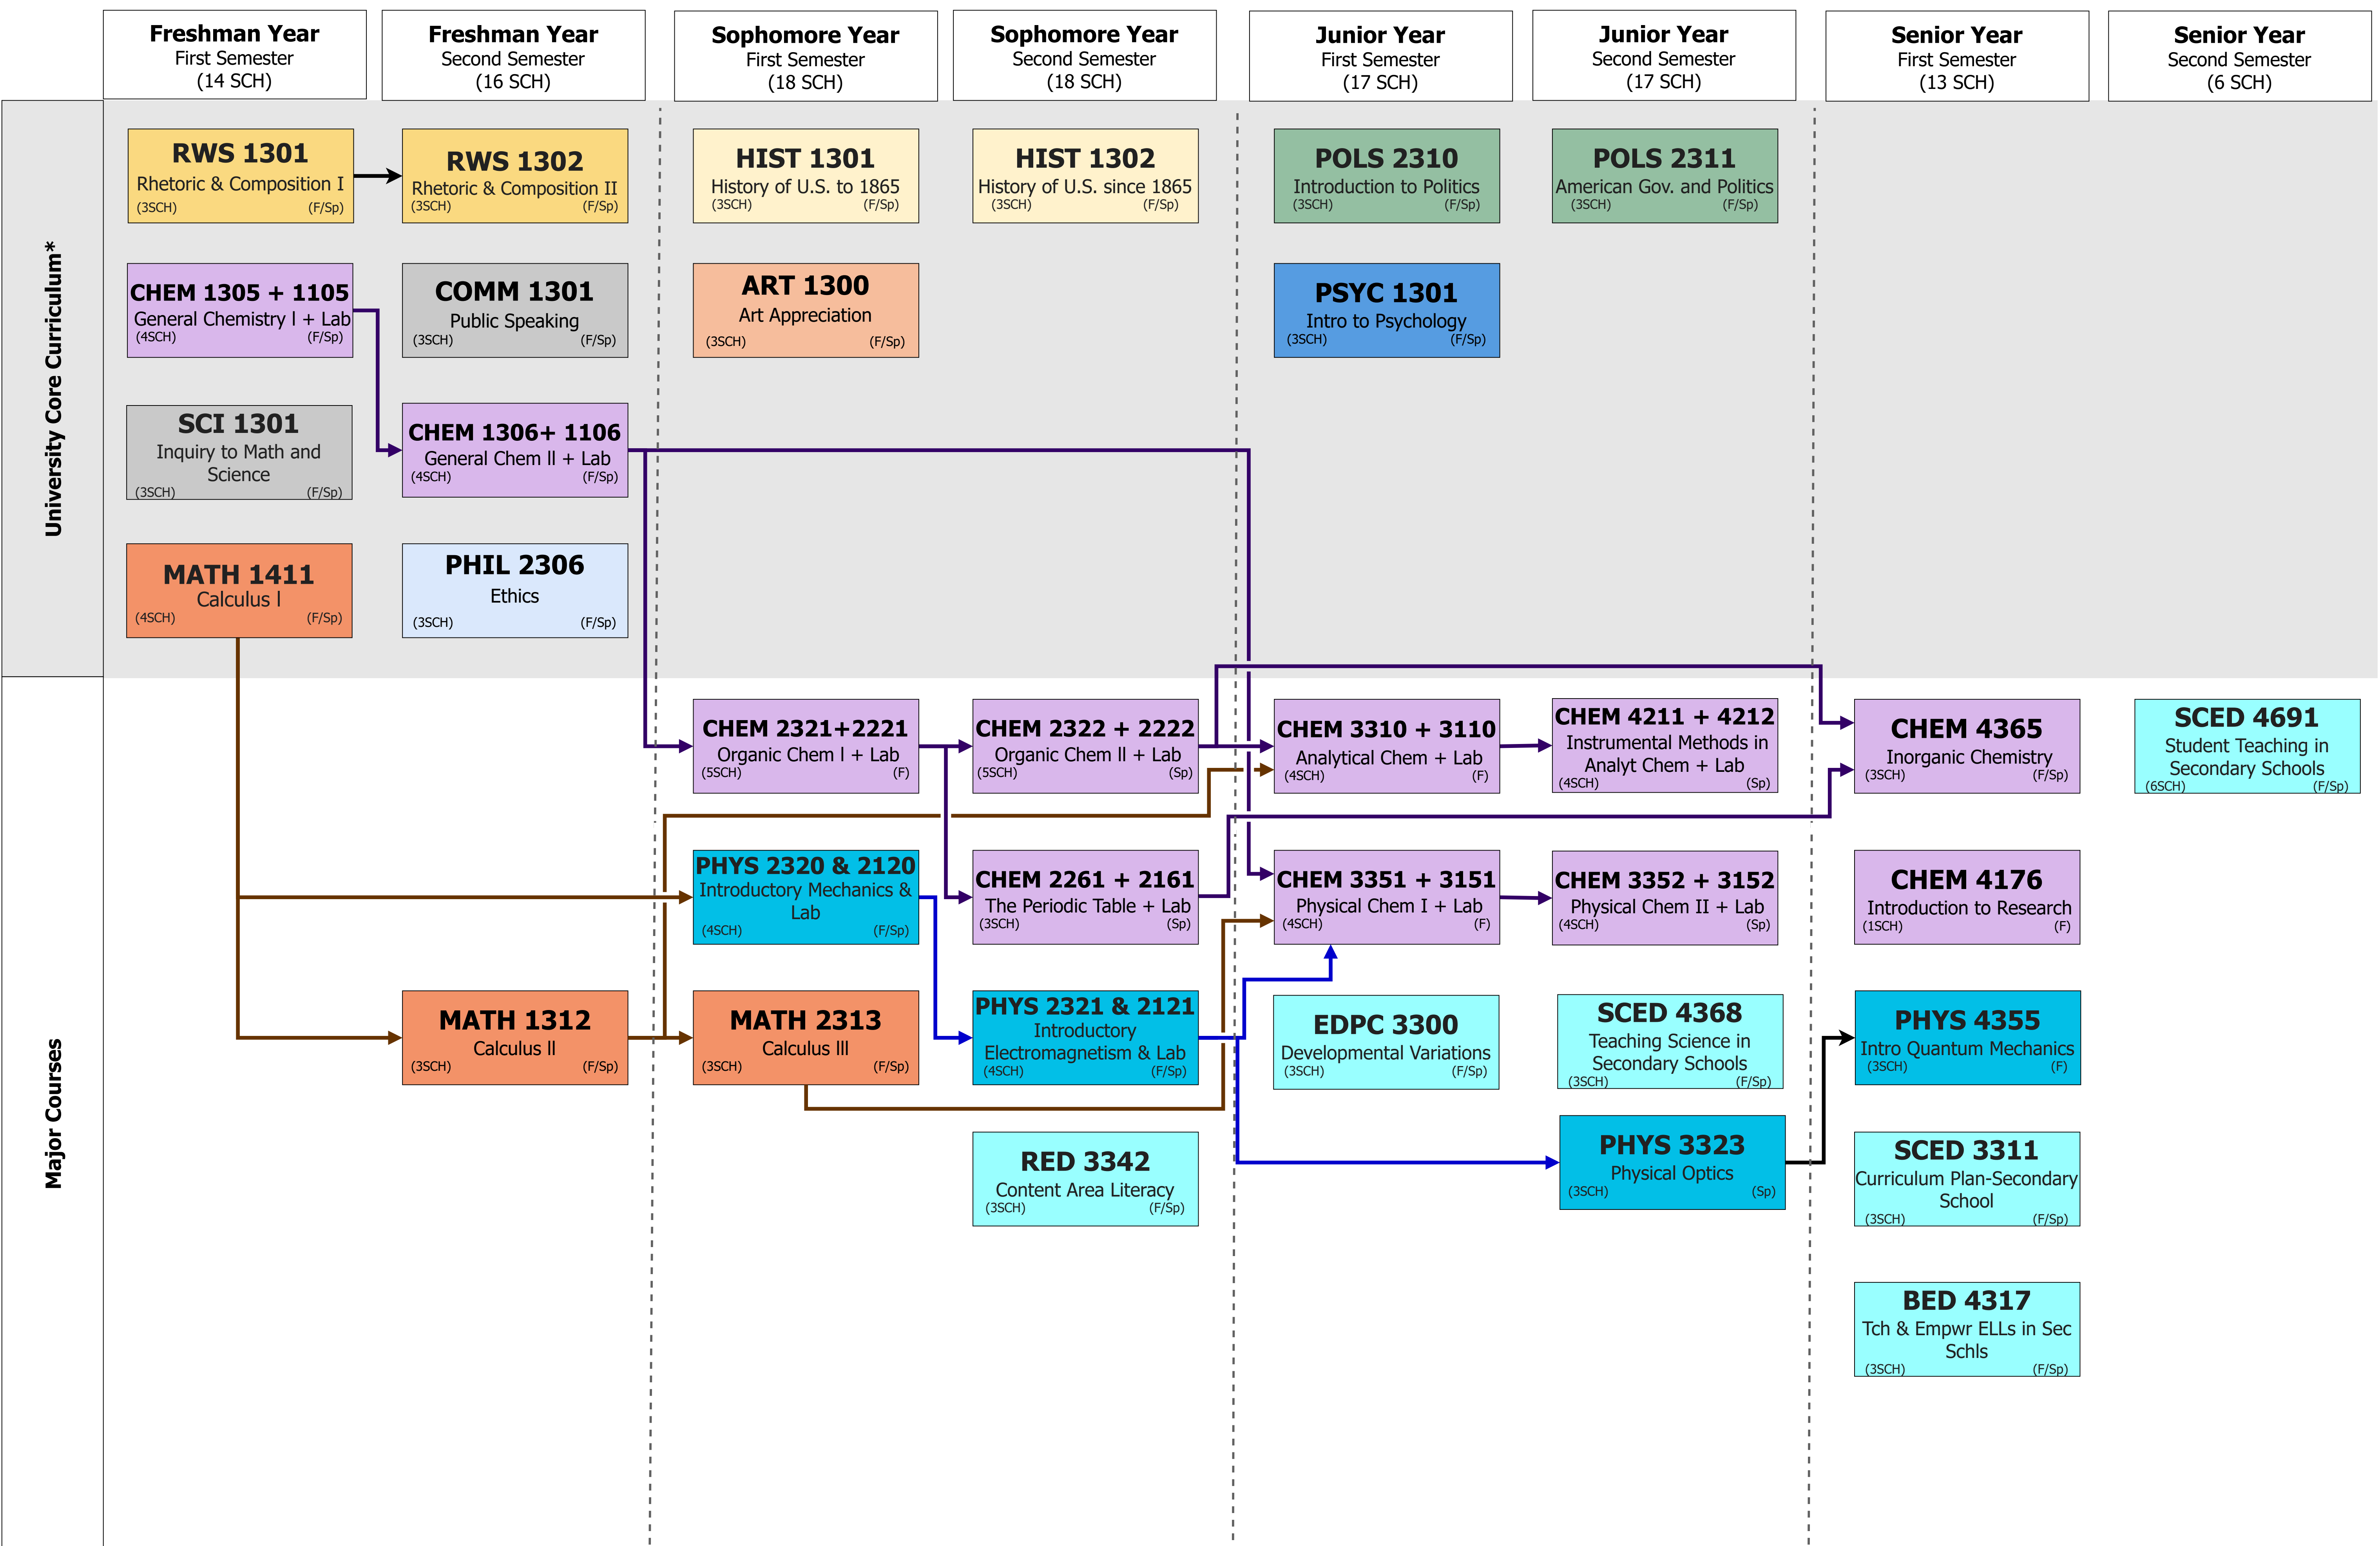 Freshman Year
First Semester
(14 SCH)
Freshman Year
Second Semester
(16 SCH)
Sophomore Year
First Semester
(18 SCH)
Sophomore Year
Second Semester
(18 SCH)
Junior Year
First Semester
(17 SCH)
Junior Year
Second Semester
(17 SCH)
Senior Year
First Semester
(13 SCH)
Senior Year
Second Semester
(6 SCH)
University Core Curriculum*
RWS 1301
Rhetoric & Composition I
(3SCH) (F/Sp)
RWS 1302
Rhetoric & Composition II
(3SCH) (F/Sp)
HIST 1301
History of U.S. to 1865
(3SCH) (F/Sp)
HIST 1302
History of U.S. since 1865
(3SCH) (F/Sp)
POLS 2310
Introduction to Politics
(3SCH) (F/Sp)
POLS 2311
American Gov. and Politics
(3SCH) (F/Sp)
CHEM 1305 + 1105
General Chemistry l + Lab
(4SCH) (F/Sp)
COMM 1301
Public Speaking
(3SCH) (F/Sp)
ART 1300
Art Appreciation
(3SCH) (F/Sp)
PSYC 1301
Intro to Psychology
(3SCH) (F/Sp)
SCI 1301
Inquiry to Math and
Science
(3SCH) (F/Sp)
CHEM 1306+ 1106
General Chem ll + Lab
(4SCH) (F/Sp)
MATH 1411
Calculus l
(4SCH) (F/Sp)
PHIL 2306
Ethics
(3SCH) (F/Sp)
Major Courses
CHEM 2321+2221
Organic Chem l + Lab
(5SCH) (F)
CHEM 2322 + 2222
Organic Chem ll + Lab
(5SCH) (Sp)
CHEM 3310 + 3110
Analytical Chem + Lab
(4SCH) (F)
CHEM 4211 + 4212
Instrumental Methods in
Analyt Chem + Lab
(4SCH) (Sp)
CHEM 4365
Inorganic Chemistry
(3SCH) (F/Sp)
SCED 4691
Student Teaching in
Secondary Schools
(6SCH) (F/Sp)
PHYS 2320 & 2120
Introductory Mechanics &
Lab
(4SCH) (F/Sp)
CHEM 2261 + 2161
The Periodic Table + Lab
(3SCH) (Sp)
CHEM 3351 + 3151
Physical Chem I + Lab
(4SCH) (F)
CHEM 3352 + 3152
Physical Chem II + Lab
(4SCH) (Sp)
CHEM 4176
Introduction to Research
(1SCH) (F)
MATH 1312
Calculus ll
(3SCH) (F/Sp)
MATH 2313
Calculus lll
(3SCH) (F/Sp)
PHYS 2321 & 2121
Introductory
Electromagnetism & Lab
(4SCH) (F/Sp)
EDPC 3300
Developmental Variations
(3SCH) (F/Sp)
SCED 4368
Teaching Science in
Secondary Schools
(3SCH) (F/Sp)
PHYS 4355
Intro Quantum Mechanics
(3SCH) (F)
RED 3342
Content Area Literacy
(3SCH) (F/Sp)
PHYS 3323
Physical Optics
(3SCH) (Sp)
SCED 3311
Curriculum Plan-Secondary
School
(3SCH) (F/Sp)
BED 4317
Tch & Empwr ELLs in Sec
Schls
(3SCH) (F/Sp)